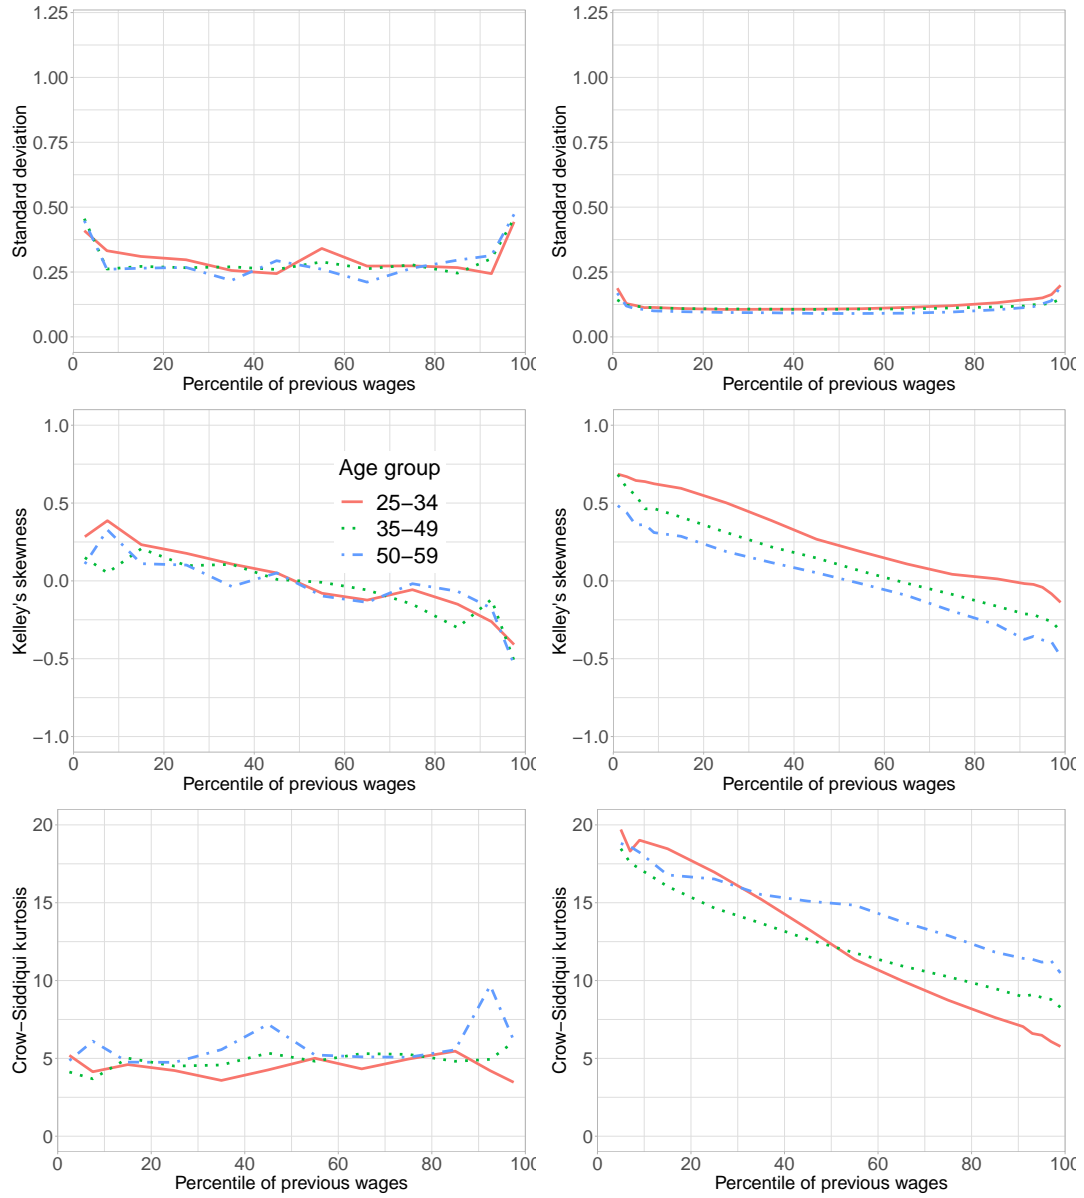 1.25
1.00
0.75
0.50
0.25
0.00
Standard deviation
0 20 40 60 80 100
Percentile of previous wages
1.25
1.00
0.75
0.50
0.25
0.00
Standard deviation
0 20 40 60 80 100
Percentile of previous wages
1.0
0.5
0.0
−0.5
−1.0
Kelley's skewness
Age group
25−34
35−49
50−59
0 20 40 60 80 100
Percentile of previous wages
1.0
0.5
0.0
−0.5
−1.0
Kelley's skewness
0 20 40 60 80 100
Percentile of previous wages
20
15
10
5
0
Crow−Siddiqui kurtosis
0 20 40 60 80 100
Percentile of previous wages
20
15
10
5
0
Crow−Siddiqui kurtosis
0 20 40 60 80 100
Percentile of previous wages